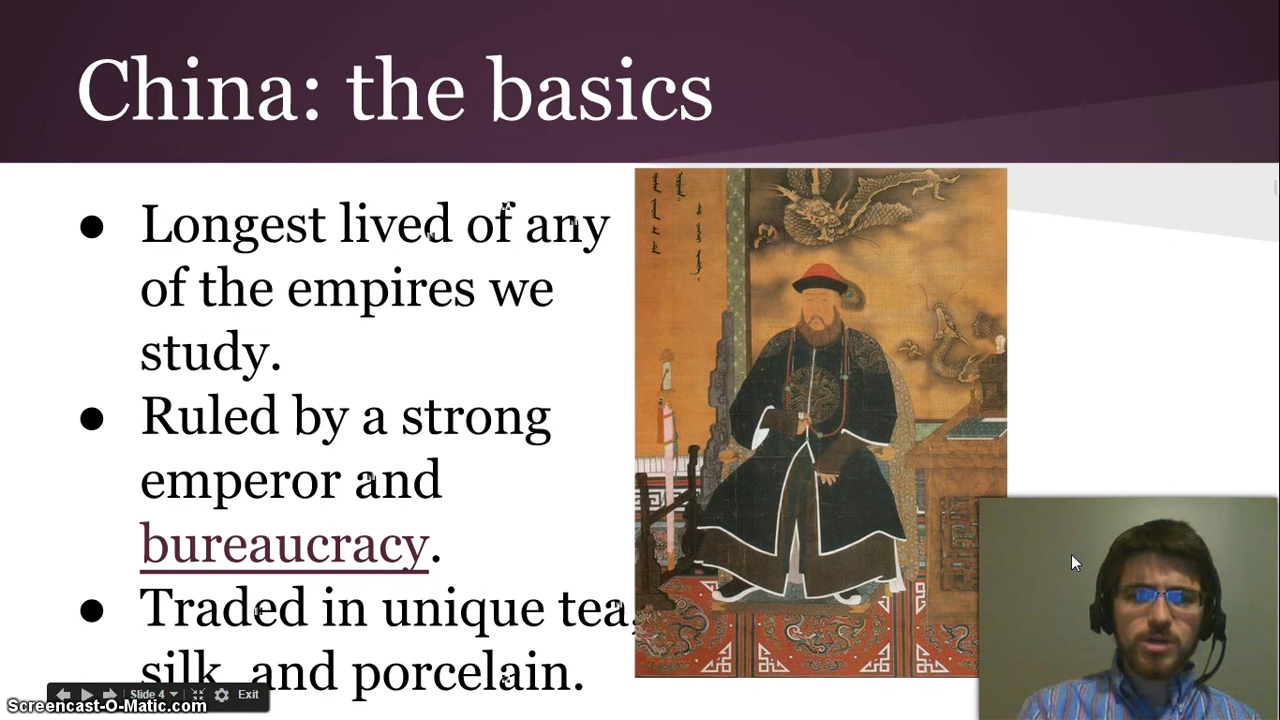 China: the basics
● Longest lived of any
of the empires we
study.
● Ruled by a strong
emperor and
bureaucracy.
● Traded in unique tea,
silk, and porcelain.
Slide 4 Exit
Screencast-O-Matic.com